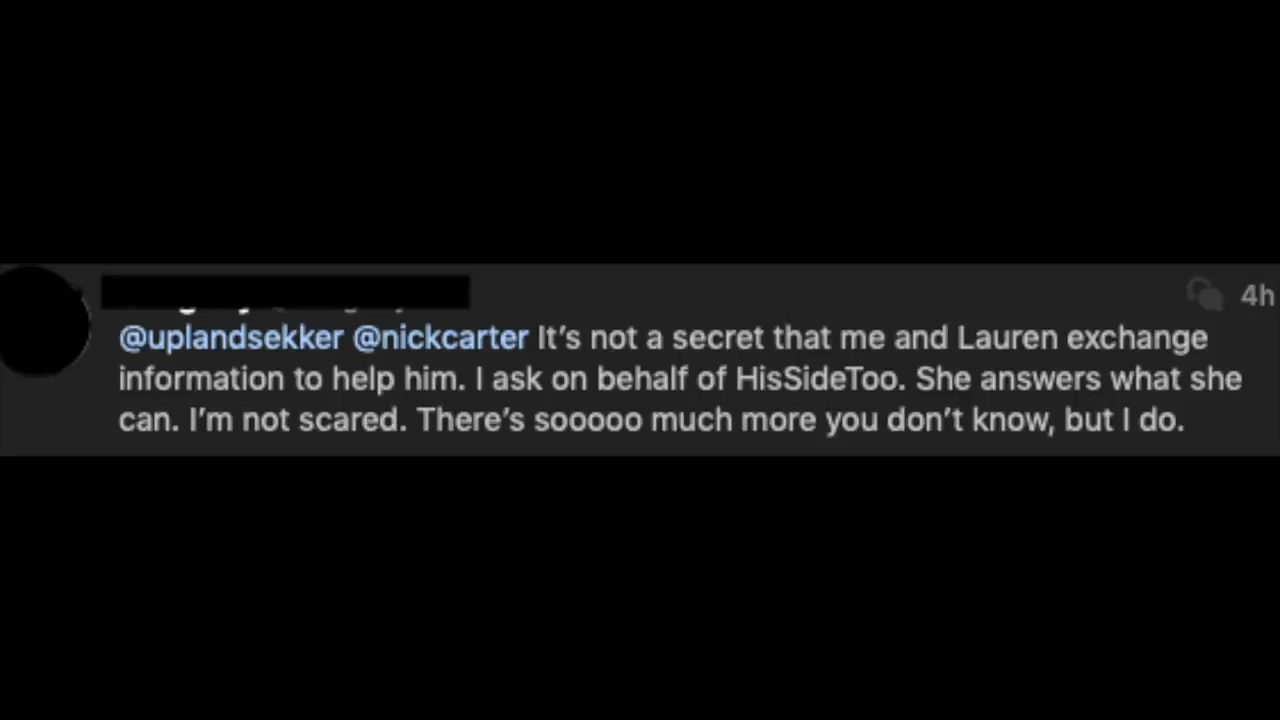 4h
@uplandsekker @nickcarter It’s not a secret that me and Lauren exchange
information to help him. I ask on behalf of HisSideToo. She answers what she
can. I’m not scared. There’s sooooo much more you don’t know, but I do.